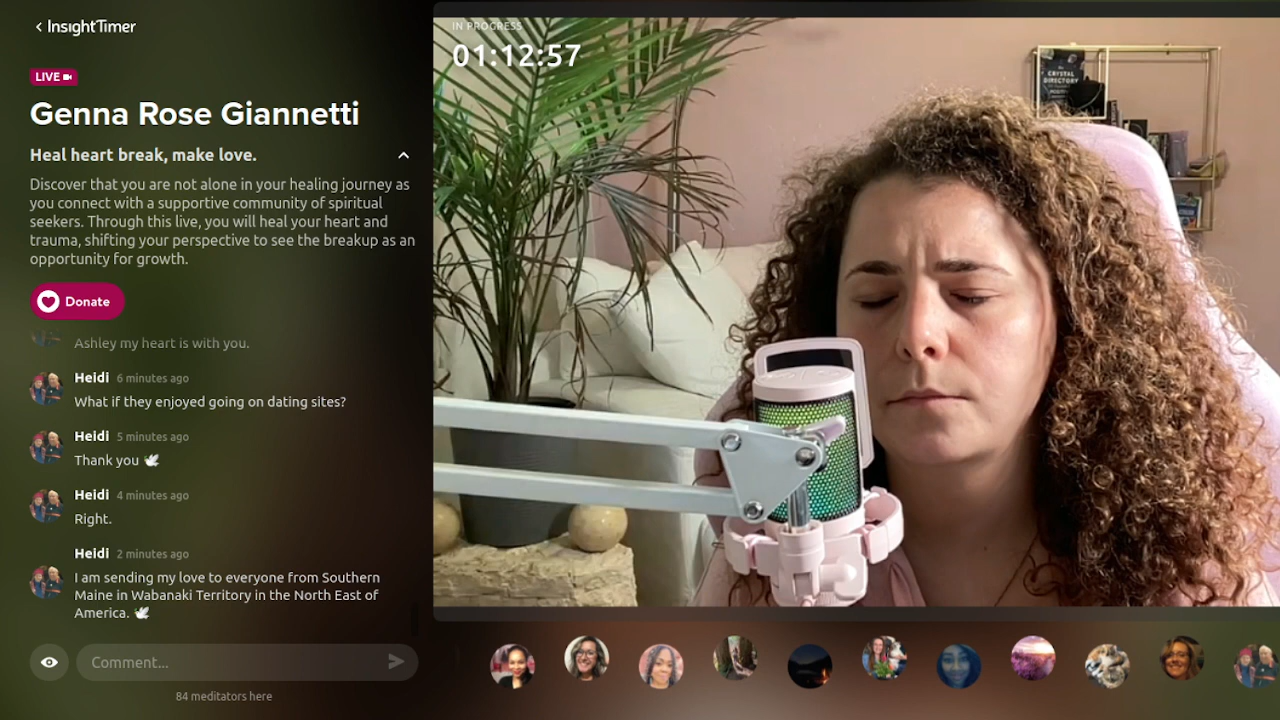 InsightTimer
LIVE
Genna Rose Giannetti
Heal heart break, make love.
Discover that you are not alone in your healing journey as
you connect with a supportive community of spiritual
seekers. Through this live, you will heal your heart and
trauma, shifting your perspective to see the breakup as an
opportunity for growth.
Donate
Ashley my heart is with you.
Heidi 6 minutes ago
What if they enjoyed going on dating sites?
Heidi 5 minutes ago
Thank you 🕊️
Heidi 4 minutes ago
Right.
Heidi 2 minutes ago
I am sending my love to everyone from Southern
Maine in Wabanaki Territory in the North East of
America. 🕊️
Comment...
84 meditators here
IN PROGRESS
01:12:57
CRYSTAL
DIRECTORY